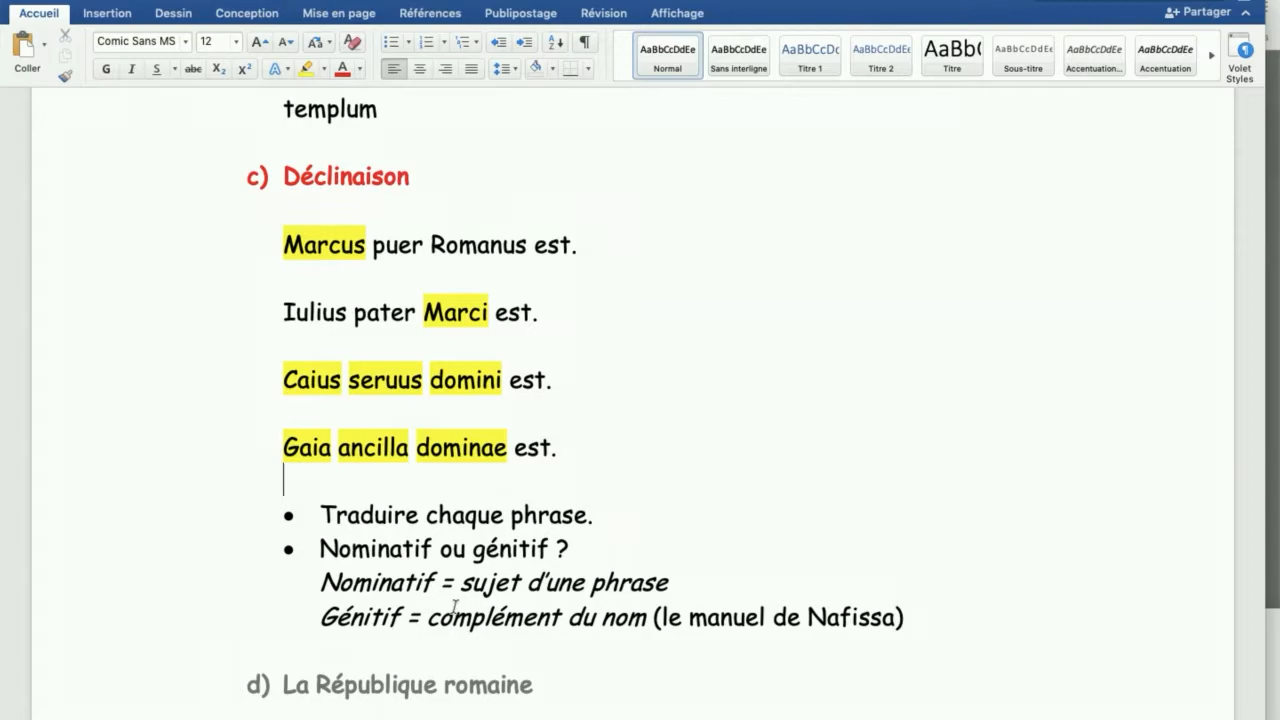 Accueil Insertion Dessin Conception Mise en page Références Publipostage Révision Affichage Partager
Comic Sans MS 12
Coller
G I S abc X₂ X²
AaBbCcDdEe AaBbCcDdEe AaBbCcDc AaBbCcDdEe AaBb( AaBbCcDdEe AaBbCcDdEe AaBbCcDdEe
Normal Sans interligne Titre 1 Titre 2 Titre Sous-titre Accentuation... Accentuation
Volet Styles
templum
c) Déclinaison
Marcus puer Romanus est.
Iulius pater Marci est.
Caius seruus domini est.
Gaia ancilla dominae est.
• Traduire chaque phrase.
• Nominatif ou génitif ?
Nominatif = sujet d'une phrase
Génitif = complément du nom (le manuel de Nafissa)
d) La République romaine